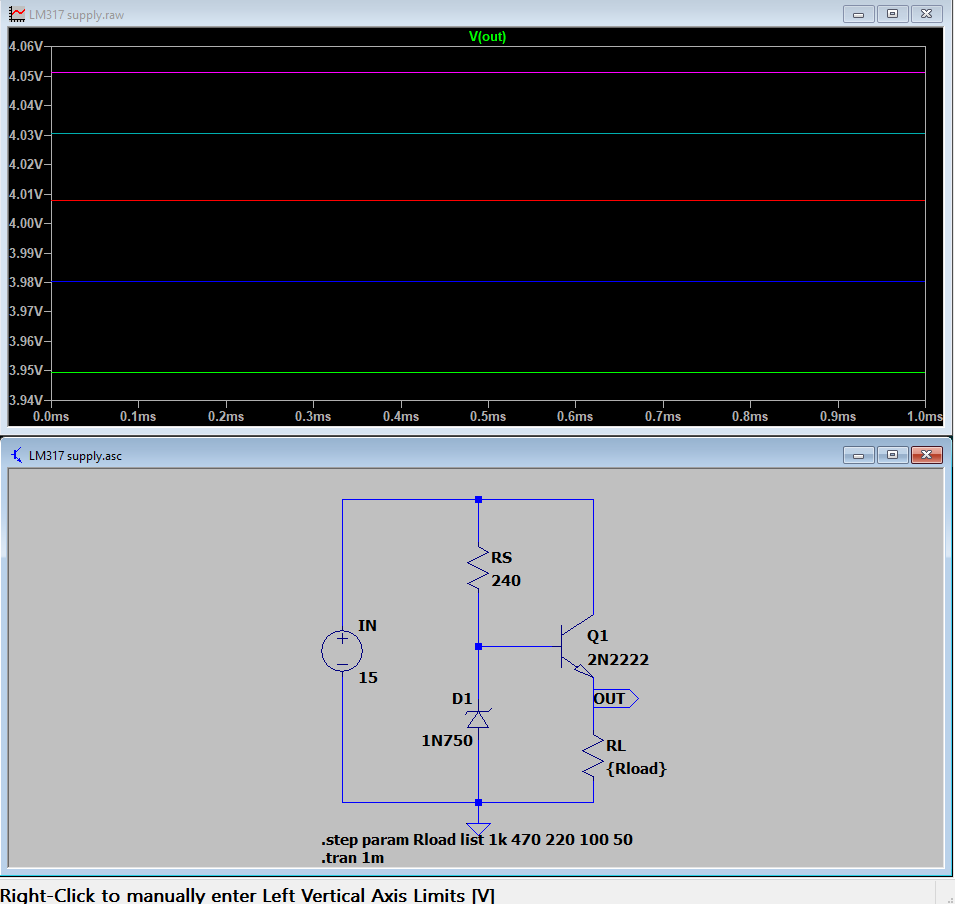 LM317 supply.raw
V(out)
4.06V
4.05V
4.04V
4.03V
4.02V
4.01V
4.00V
3.99V
3.98V
3.97V
3.96V
3.95V
3.94V
0.0ms 0.1ms 0.2ms 0.3ms 0.4ms 0.5ms 0.6ms 0.7ms 0.8ms 0.9ms 1.0ms
LM317 supply.asc
RS
240
IN
15
Q1
2N2222
D1
1N750
OUT
RL
{Rload}
.step param Rload list 1k 470 220 100 50
.tran 1m
Right-Click to manually enter Left Vertical Axis Limits [V]